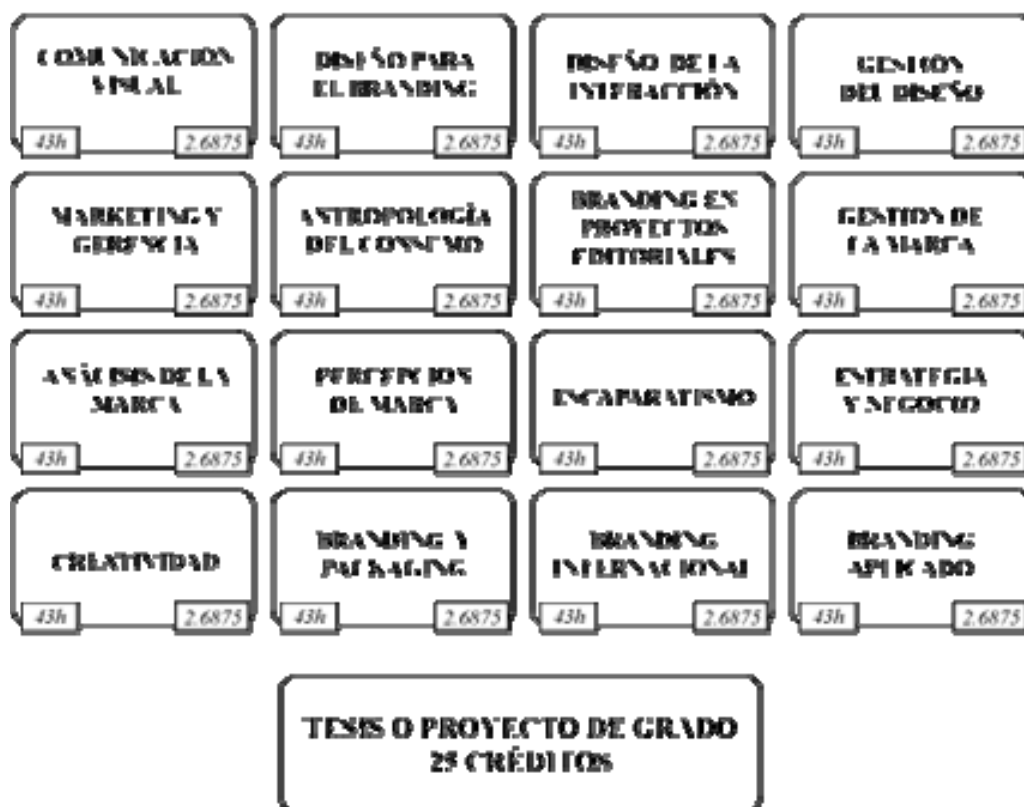 COMUNICACIÓN
VISUAL
43h 2.6875
DISEÑO PARA
EL BRANDING
43h 2.6875
DISEÑO DE LA
INTERACCIÓN
43h 2.6875
GESTIÓN
DEL DISEÑO
43h 2.6875
MARKETING Y
GERENCIA
43h 2.6875
ANTROPOLOGÍA
DEL CONSUMO
43h 2.6875
BRANDING EN
PROYECTOS
EDITORIALES
43h 2.6875
GESTION DE
LA MARCA
43h 2.6875
ANÁLISIS DE LA
MARCA
43h 2.6875
PERCEPCION
DE MARCA
43h 2.6875
ESCAPARATISMO
43h 2.6875
ESTRATEGIA
Y NEGOCIO
43h 2.6875
CREATIVIDAD
43h 2.6875
BRANDING Y
PACKAGING
43h 2.6875
BRANDING
INTERNACIONAL
43h 2.6875
BRANDING
APLICADO
43h 2.6875
TESIS O PROYECTO DE GRADO
25 CRÉDITOS